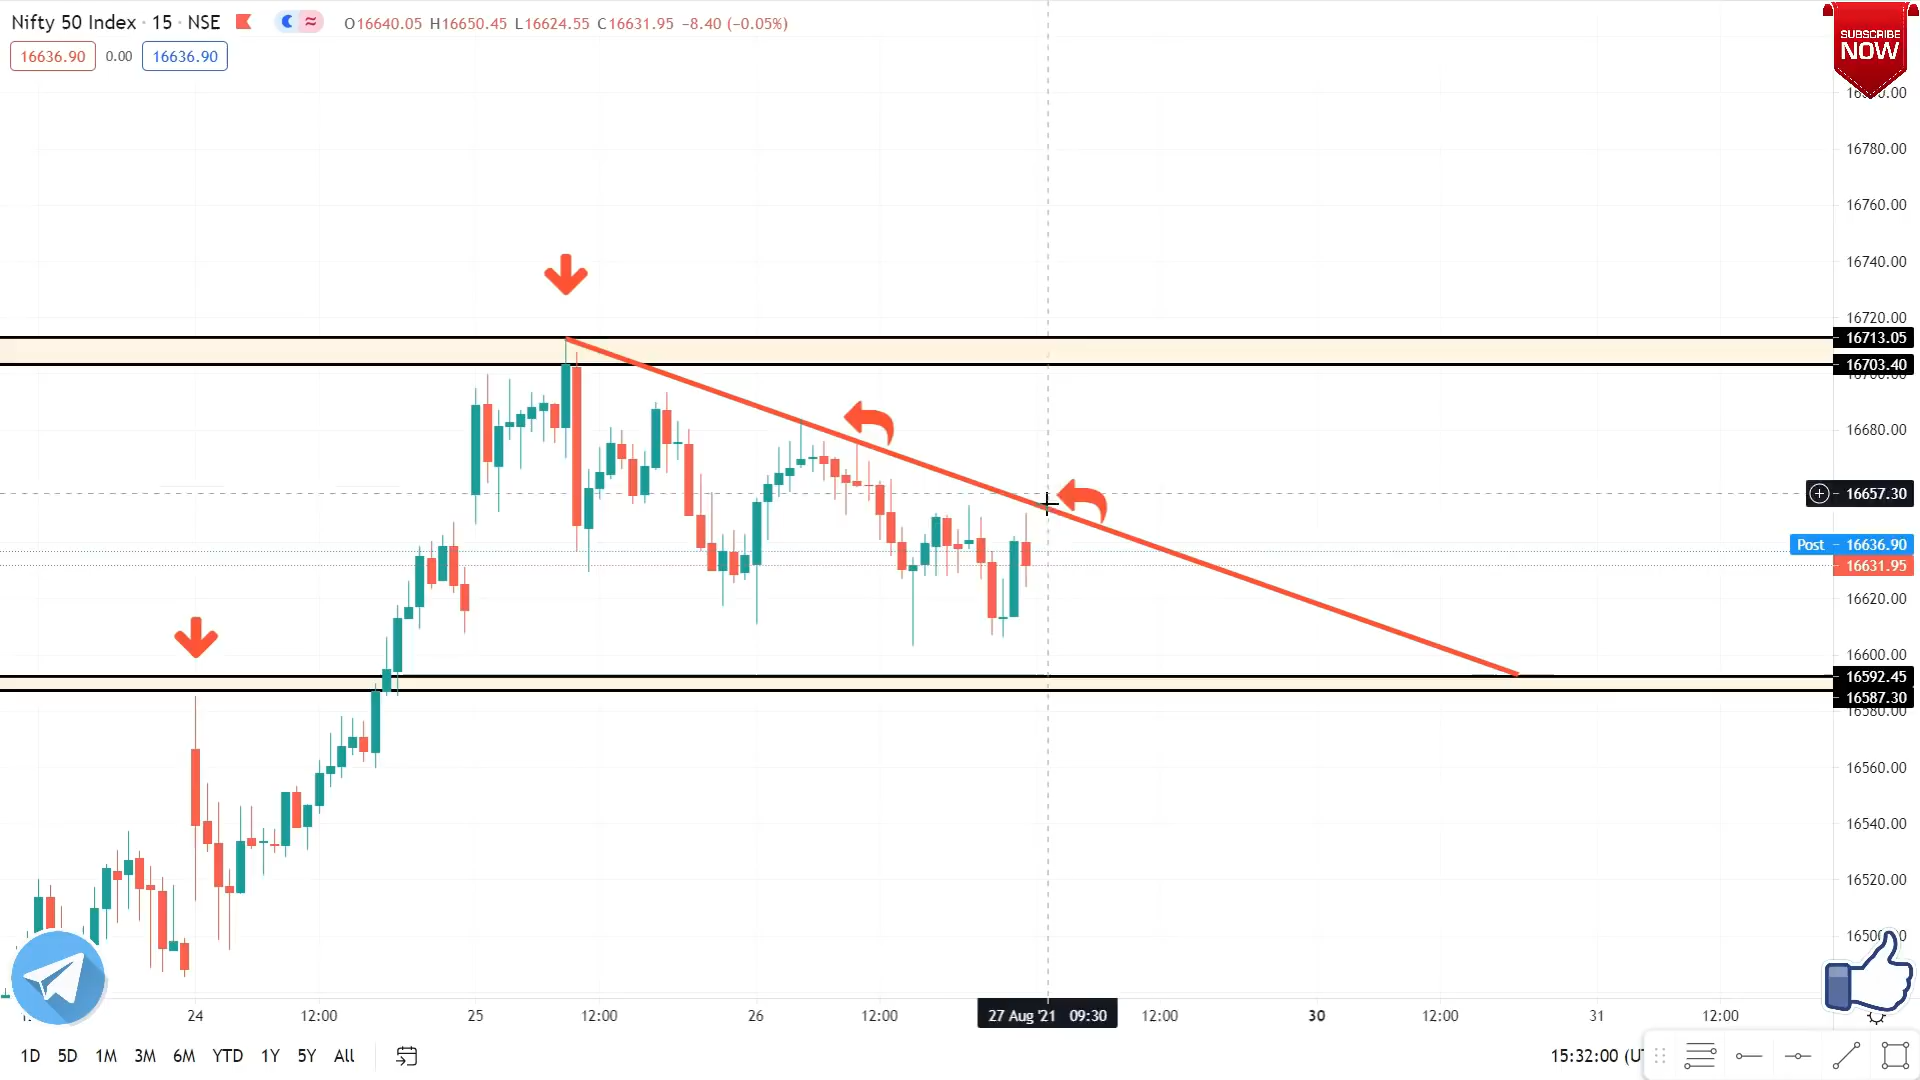 Nifty 50 Index · 15 · NSE O16640.05 H16650.45 L16624.55 C16631.95 −8.40 (−0.05%)
16636.90 0.00 16636.90
SUBSCRIBE
NOW
16780.00
16760.00
16740.00
16720.00
16713.05
16703.40
16680.00
16657.30
Post 16636.90
16631.95
16620.00
16600.00
16592.45
16587.30
16580.00
16560.00
16540.00
16520.00
24 12:00 25 12:00 26 12:00 27 Aug '21 09:30 12:00 30 12:00 31 12:00
1D 5D 1M 3M 6M YTD 1Y 5Y All 15:32:00